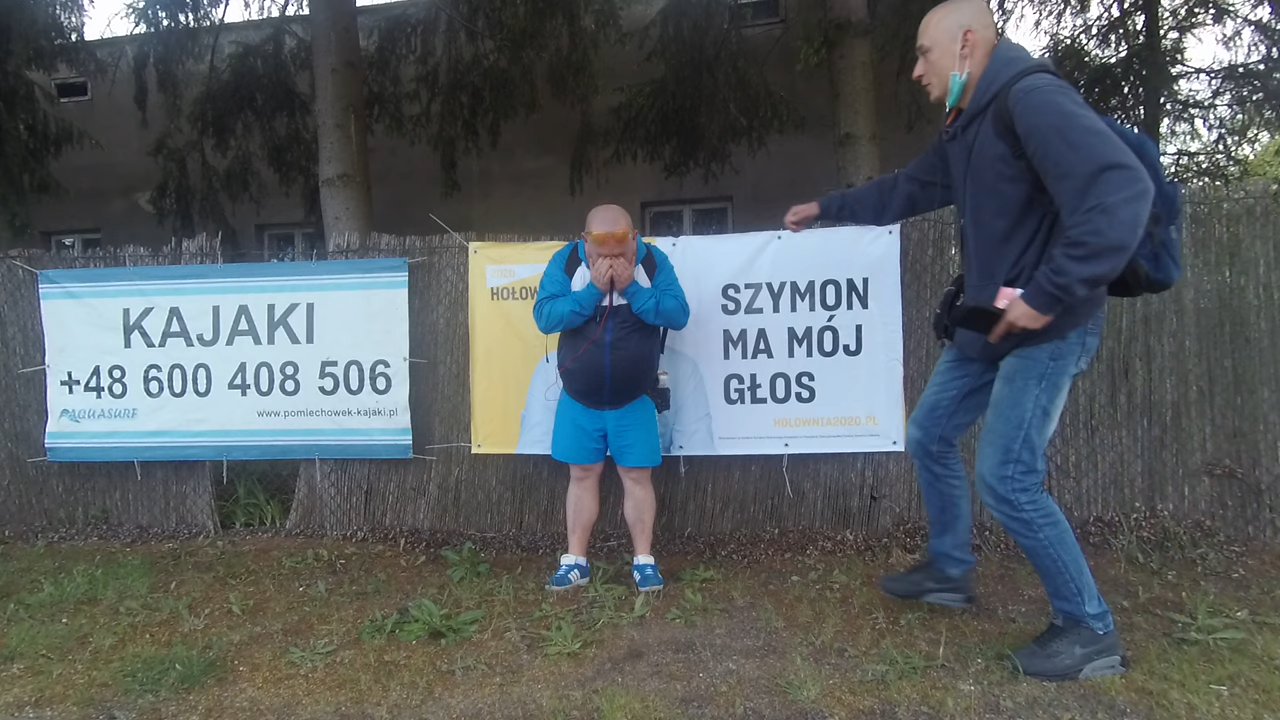 KAJAKI
+48 600 408 506
AQUASURF
www.pomiechowek-kajaki.pl
2020
HOŁOW
SZYMON
MA MÓJ
GŁOS
HOLOWNIA2020.PL